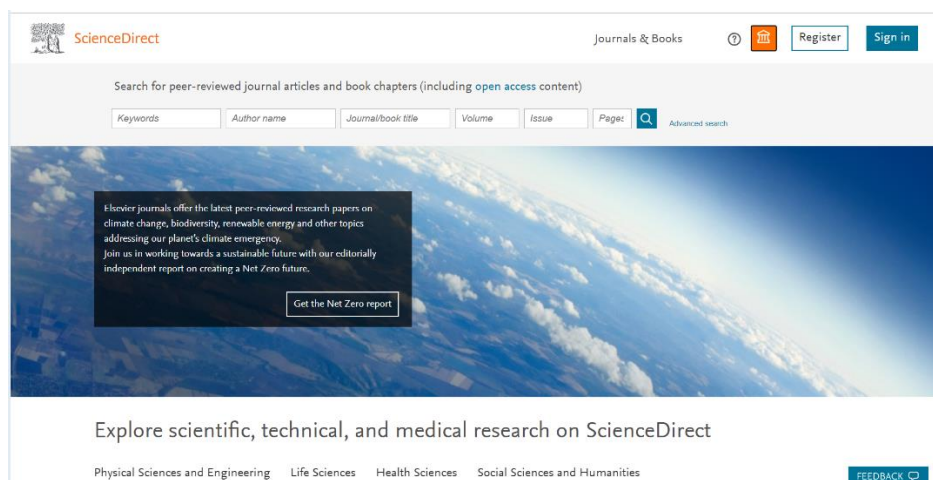 ScienceDirect
Journals & Books
?
Register
Sign in
Search for peer-reviewed journal articles and book chapters (including open access content)
Keywords
Author name
Journal/book title
Volume
Issue
Page:
Advanced search
Elsevier journals offer the latest peer-reviewed research papers on
climate change, biodiversity, renewable energy and other topics
addressing our planet's climate emergency.
Join us in working towards a sustainable future with our editorially
independent report on creating a Net Zero future.
Get the Net Zero report
Explore scientific, technical, and medical research on ScienceDirect
Physical Sciences and Engineering
Life Sciences
Health Sciences
Social Sciences and Humanities
FEEDBACK